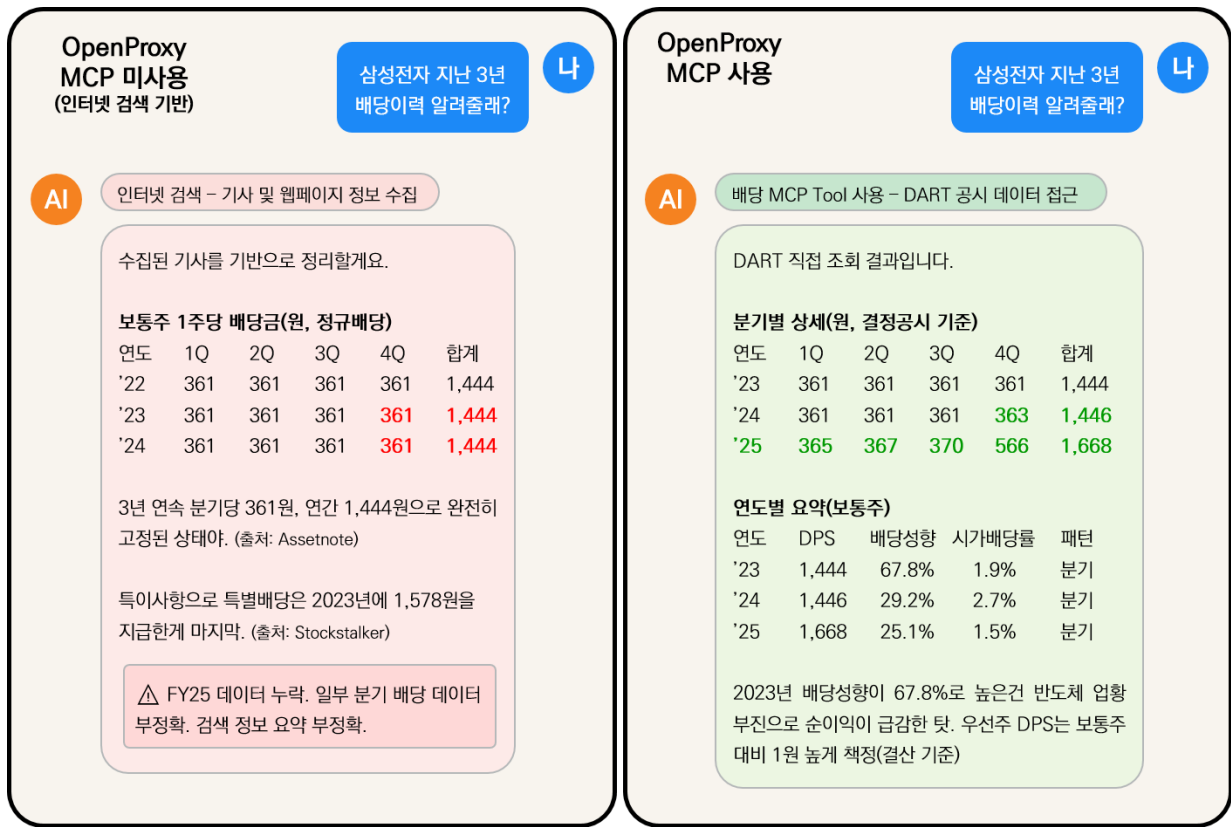 OpenProxy
MCP 미사용
(인터넷 검색 기반)
삼성전자 지난 3년
배당이력 알려줄래?
나
AI
인터넷 검색 – 기사 및 웹페이지 정보 수집
수집된 기사를 기반으로 정리할게요.
보통주 1주당 배당금(원, 정규배당)
연도 1Q 2Q 3Q 4Q 합계
’22 361 361 361 361 1,444
’23 361 361 361 361 1,444
’24 361 361 361 361 1,444
3년 연속 분기당 361원, 연간 1,444원으로 완전히
고정된 상태야. (출처: Assetnote)
특이사항으로 특별배당은 2023년에 1,578원을
지급한게 마지막. (출처: Stockstalker)
⚠ FY25 데이터 누락. 일부 분기 배당 데이터
부정확. 검색 정보 요약 부정확.
OpenProxy
MCP 사용
삼성전자 지난 3년
배당이력 알려줄래?
나
AI
배당 MCP Tool 사용 – DART 공시 데이터 접근
DART 직접 조회 결과입니다.
분기별 상세(원, 결정공시 기준)
연도 1Q 2Q 3Q 4Q 합계
’23 361 361 361 361 1,444
’24 361 361 361 363 1,446
’25 365 367 370 566 1,668
연도별 요약(보통주)
연도 DPS 배당성향 시가배당률 패턴
’23 1,444 67.8% 1.9% 분기
’24 1,446 29.2% 2.7% 분기
’25 1,668 25.1% 1.5% 분기
2023년 배당성향이 67.8%로 높은건 반도체 업황
부진으로 순이익이 급감한 탓. 우선주 DPS는 보통주
대비 1원 높게 책정(결산 기준)